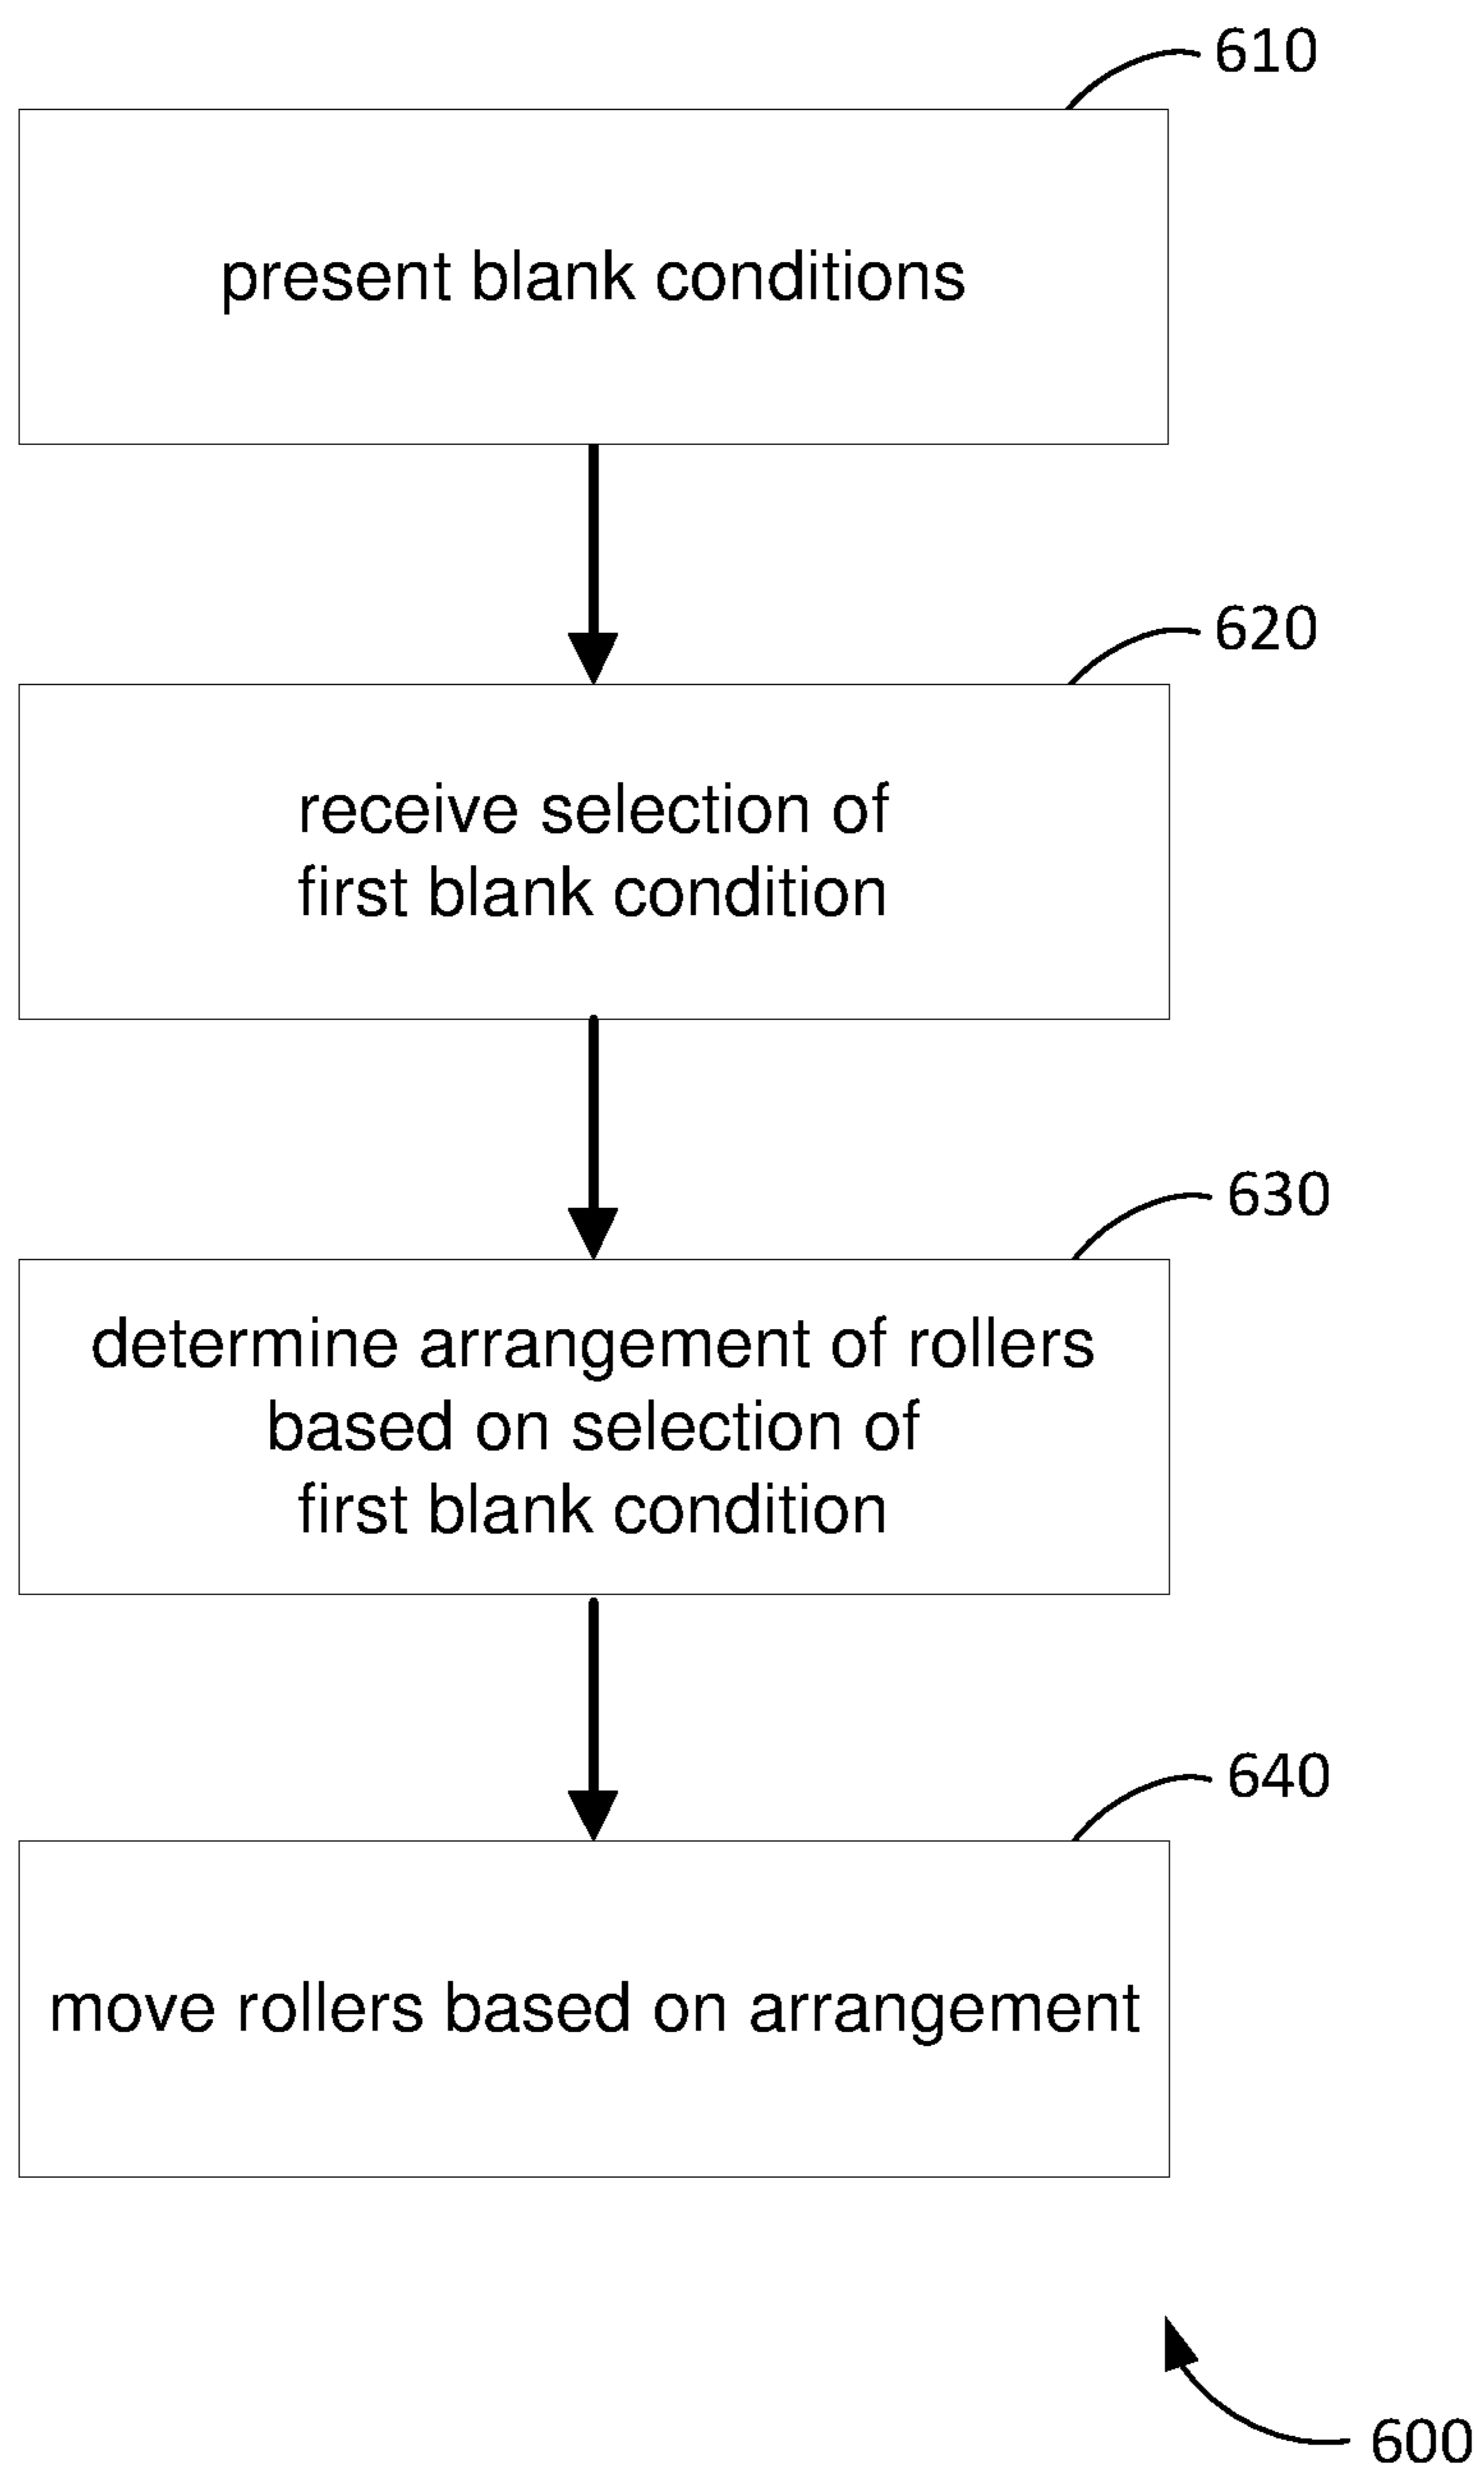 610
present blank conditions
620
receive selection of
first blank condition
630
determine arrangement of rollers
based on selection of
first blank condition
640
move rollers based on arrangement
600